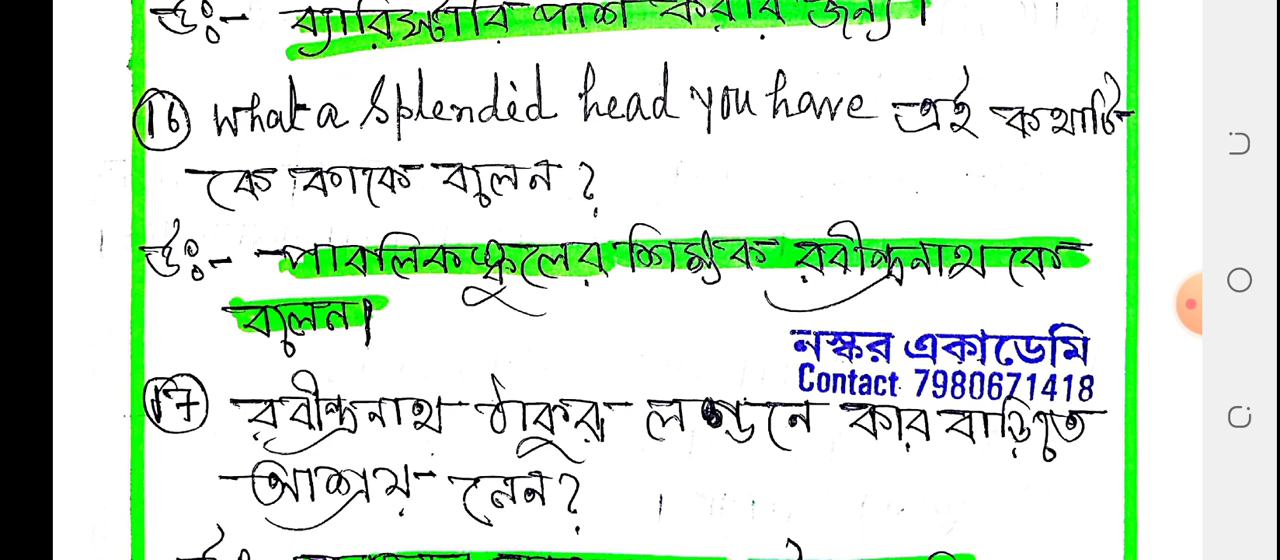 উঃ- ব্যারিস্টারি পাশ করার জন্য।
16 What a splendid head you have এই কথাটি
কে কাকে বলেন?
উঃ- পাবলিক স্কুলের শিক্ষক রবীন্দ্রনাথ কে
বলেন।
নস্কর একাডেমি
Contact 7980671418
17 রবীন্দ্রনাথ ঠাকুর লণ্ডনে কার বাড়িতে
আশ্রয় নেন?